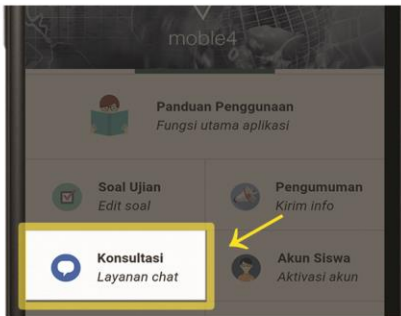 moble4
Panduan Penggunaan
Fungsi utama aplikasi
Soal Ujian
Edit soal
Pengumuman
Kirim info
Konsultasi
Layanan chat
Akun Siswa
Aktivasi akun